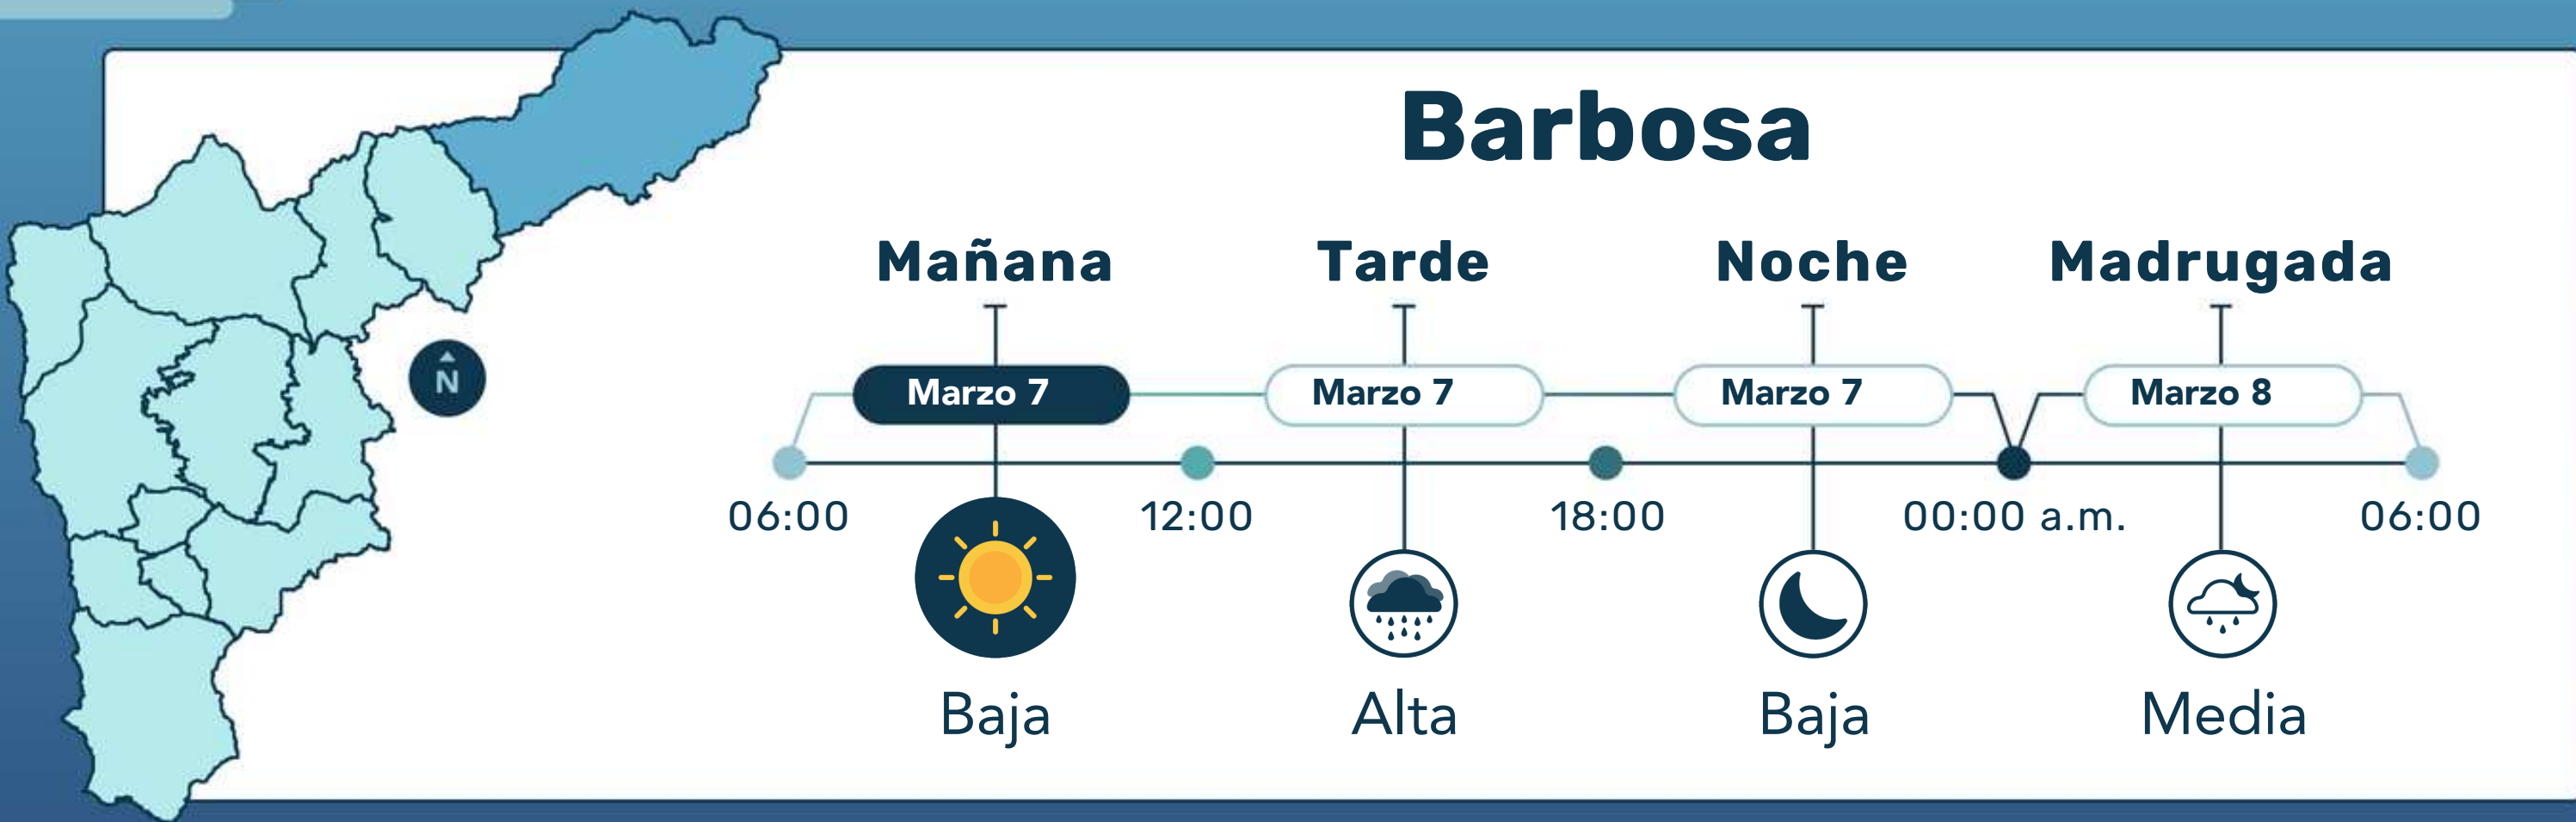 Barbosa
Mañana Tarde Noche Madrugada
Marzo 7 Marzo 7 Marzo 7 Marzo 8
N
06:00 12:00 18:00 00:00 a.m. 06:00
Baja Alta Baja Media